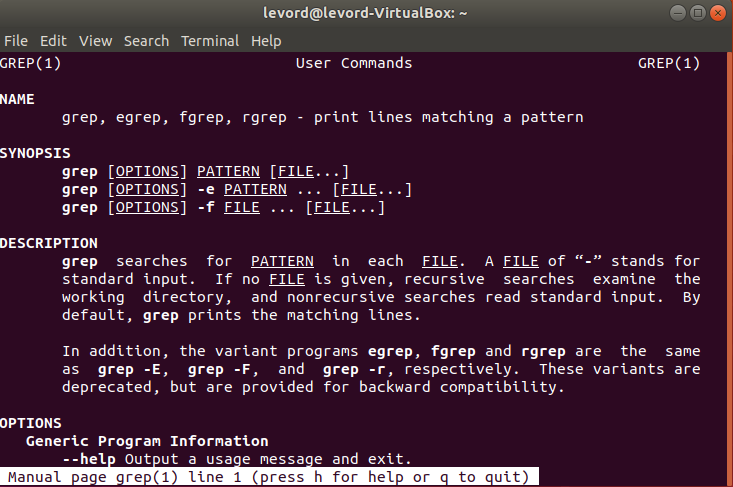 levord@levord-VirtualBox: ~
File Edit View Search Terminal Help
GREP(1) User Commands GREP(1)
NAME
grep, egrep, fgrep, rgrep - print lines matching a pattern
SYNOPSIS
grep [OPTIONS] PATTERN [FILE...]
grep [OPTIONS] -e PATTERN ... [FILE...]
grep [OPTIONS] -f FILE ... [FILE...]
DESCRIPTION
grep searches for PATTERN in each FILE. A FILE of “-” stands for
standard input. If no FILE is given, recursive searches examine the
working directory, and nonrecursive searches read standard input. By
default, grep prints the matching lines.
In addition, the variant programs egrep, fgrep and rgrep are the same
as grep -E, grep -F, and grep -r, respectively. These variants are
deprecated, but are provided for backward compatibility.
OPTIONS
Generic Program Information
--help Output a usage message and exit.
Manual page grep(1) line 1 (press h for help or q to quit)